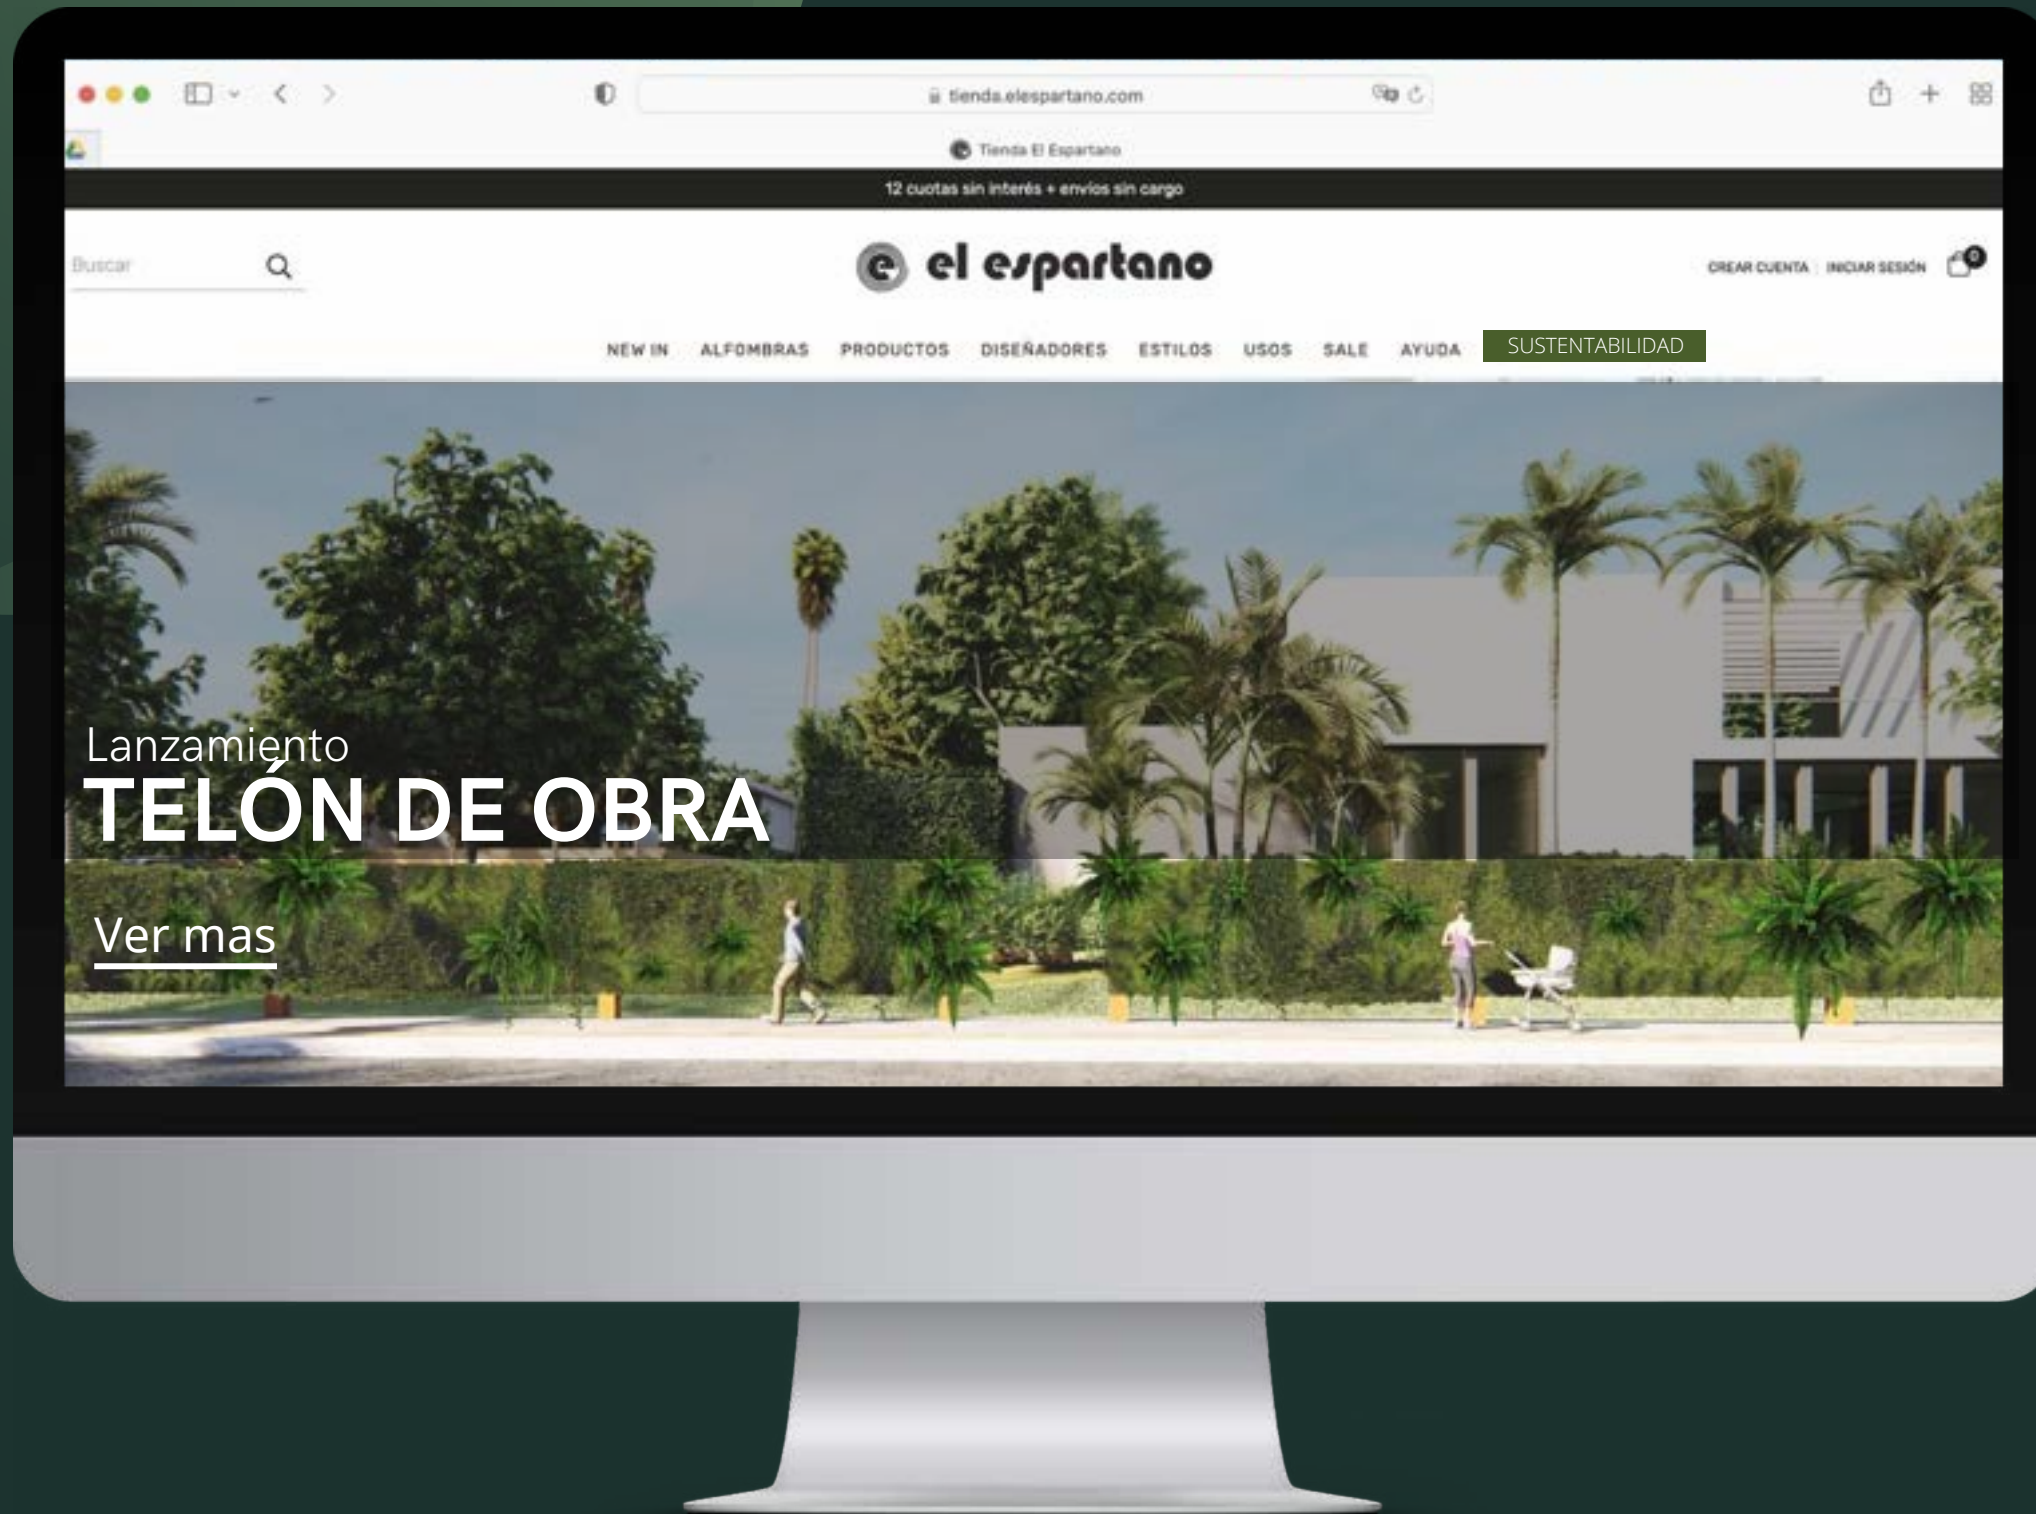 tienda.elespartano.com
Tienda El Espartano
12 cuotas sin interés + envíos sin cargo
Buscar
e el espartano
CREAR CUENTA INICIAR SESIÓN 0
NEW IN ALFOMBRAS PRODUCTOS DISEÑADORES ESTILOS USOS SALE AYUDA SUSTENTABILIDAD
Lanzamiento
TELÓN DE OBRA
Ver mas